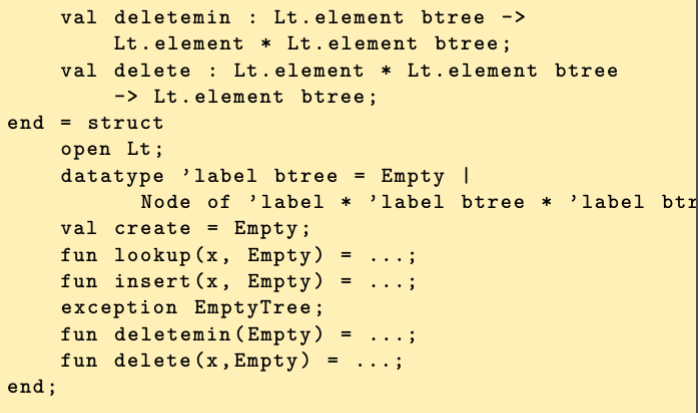 val deletemin : Lt.element btree ->
Lt.element * Lt.element btree;
val delete : Lt.element * Lt.element btree
-> Lt.element btree;
end = struct
open Lt;
datatype ’label btree = Empty |
Node of ’label * ’label btree * ’label btr
val create = Empty;
fun lookup(x, Empty) = ...;
fun insert(x, Empty) = ...;
exception EmptyTree;
fun deletemin(Empty) = ...;
fun delete(x,Empty) = ...;
end;